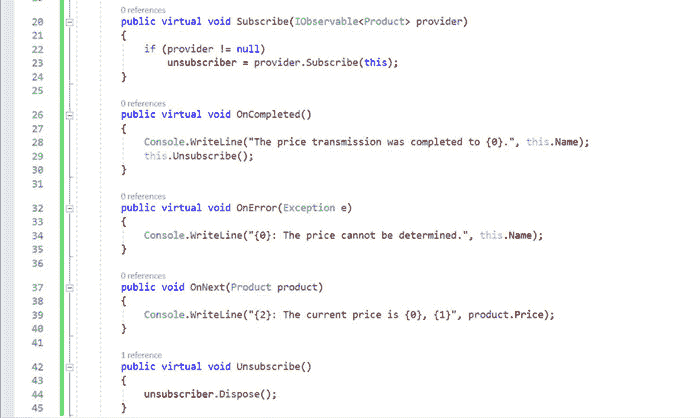 0 references
20 public virtual void Subscribe(IObservable<Product> provider)
21 {
22 if (provider != null)
23 unsubscriber = provider.Subscribe(this);
24 }
25
0 references
26 public virtual void OnCompleted()
27 {
28 Console.WriteLine("The price transmission was completed to {0}.", this.Name);
29 this.Unsubscribe();
30 }
31
0 references
32 public virtual void OnError(Exception e)
33 {
34 Console.WriteLine("{0}: The price cannot be determined.", this.Name);
35 }
36
0 references
37 public void OnNext(Product product)
38 {
39 Console.WriteLine("{2}: The current price is {0}, {1}", product.Price);
40 }
41
1 reference
42 public virtual void Unsubscribe()
43 {
44 unsubscriber.Dispose();
45 }